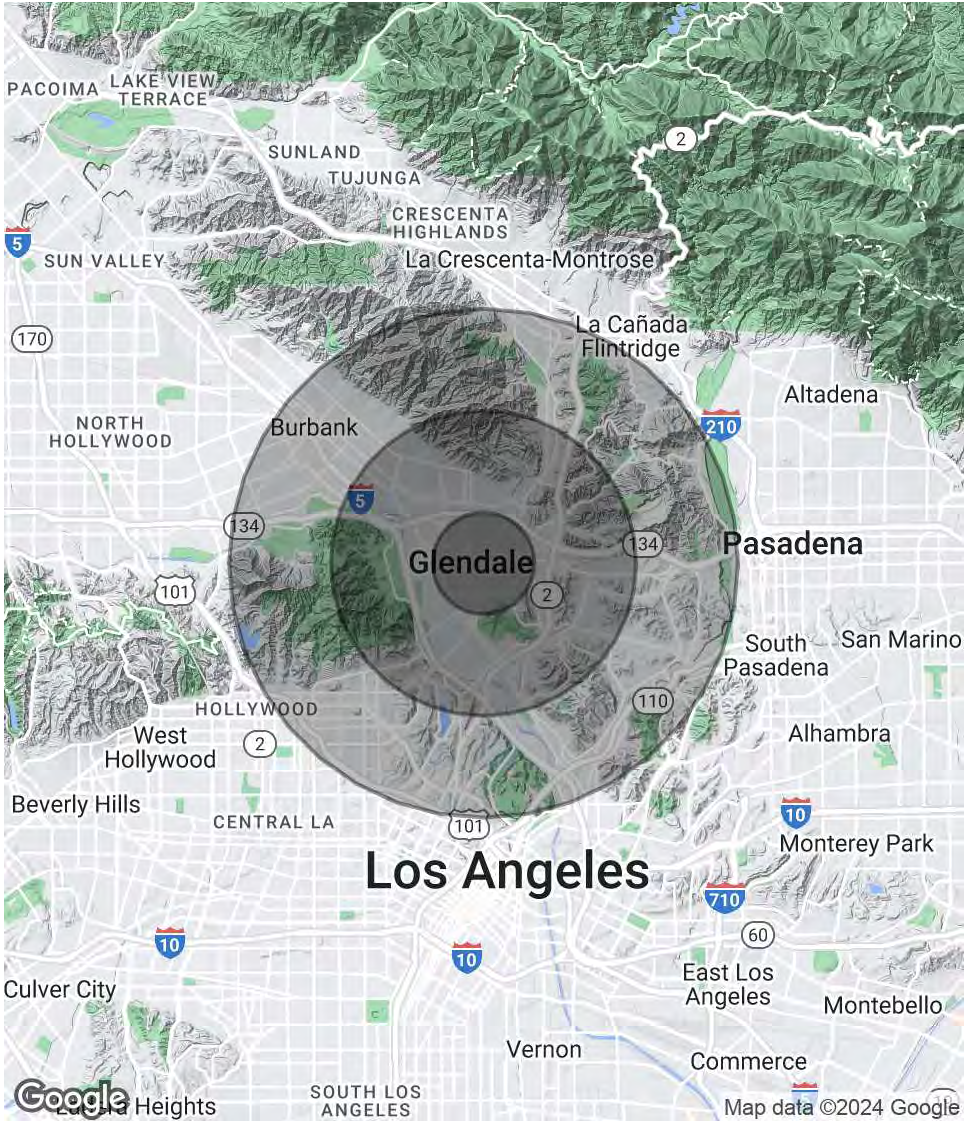 PACOIMA
LAKE VIEW
TERRACE
SUNLAND
TUJUNGA
2
CRESCENTA
HIGHLANDS
5
SUN VALLEY
La Crescenta-Montrose
170
La Cañada
Flintridge
Altadena
NORTH
HOLLYWOOD
Burbank
210
5
134
134
Pasadena
Glendale
101
2
South
Pasadena
San Marino
110
HOLLYWOOD
West
Hollywood
2
Alhambra
Beverly Hills
CENTRAL LA
101
10
Monterey Park
Los Angeles
710
10
10
60
East Los
Angeles
Culver City
Montebello
Vernon
Commerce
Google
Heights
SOUTH LOS
ANGELES
5
Map data ©2024 Google